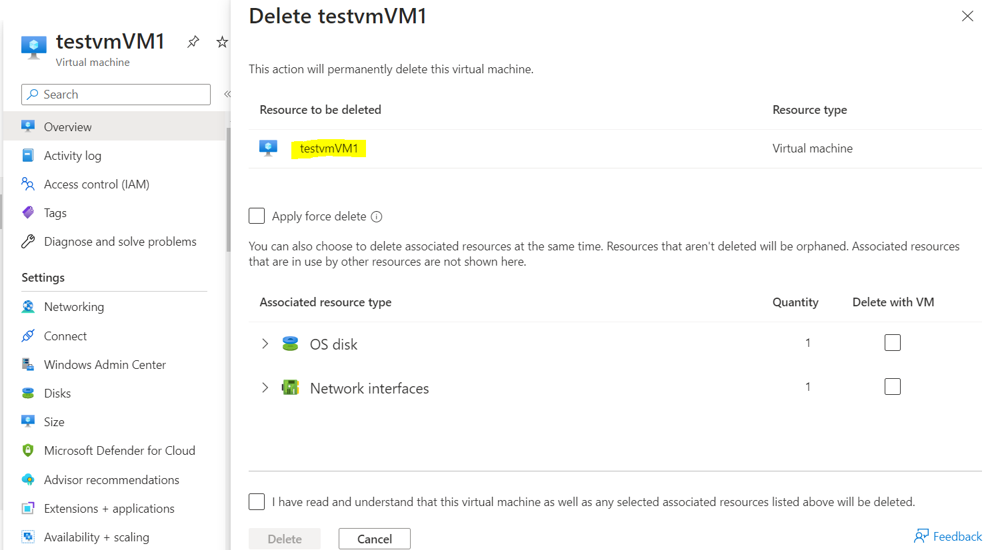 testvmVM1
Virtual machine
Search
«
Overview
Activity log
Access control (IAM)
Tags
Diagnose and solve problems
Settings
Networking
Connect
Windows Admin Center
Disks
Size
Microsoft Defender for Cloud
Advisor recommendations
Extensions + applications
Availability + scaling
Delete testvmVM1
This action will permanently delete this virtual machine.
Resource to be deleted Resource type
testvmVM1 Virtual machine
Apply force delete
You can also choose to delete associated resources at the same time. Resources that aren't deleted will be orphaned. Associated resources
that are in use by other resources are not shown here.
Associated resource type Quantity Delete with VM
OS disk 1
Network interfaces 1
I have read and understand that this virtual machine as well as any selected associated resources listed above will be deleted.
Delete Cancel Feedback